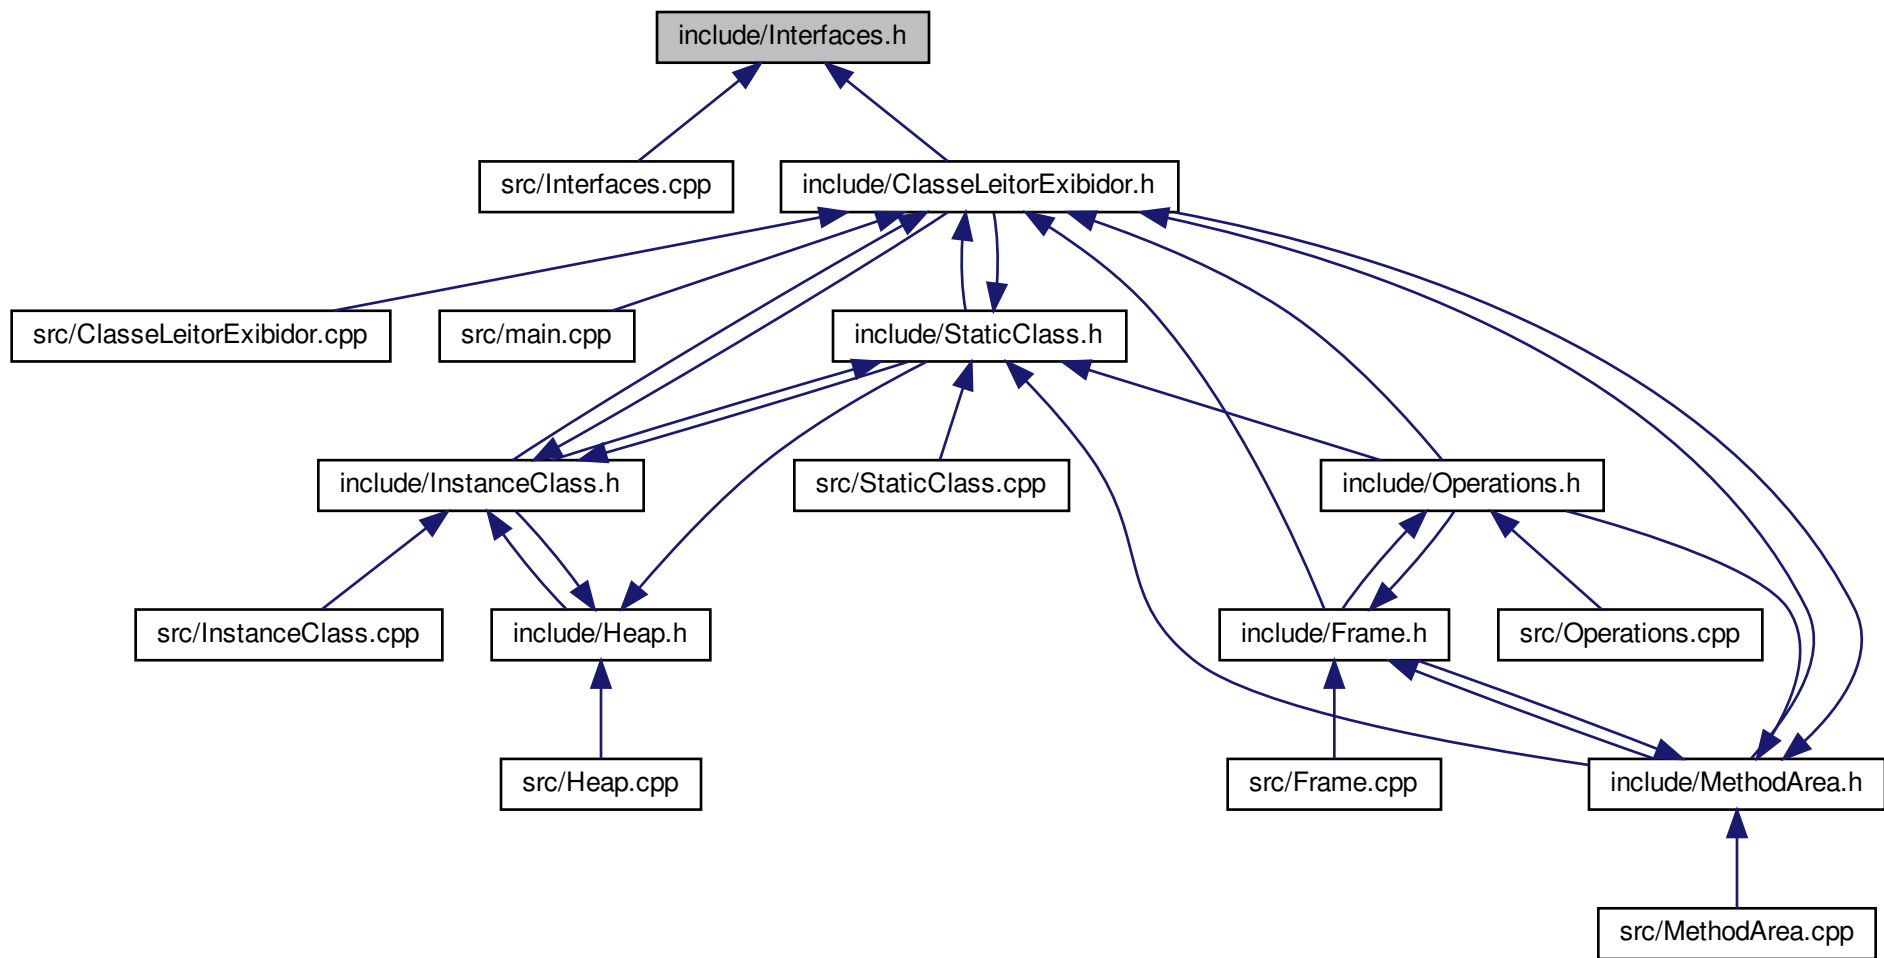 include/Interfaces.h
src/Interfaces.cpp
include/ClasseLeitorExibidor.h
src/ClasseLeitorExibidor.cpp
src/main.cpp
include/StaticClass.h
include/InstanceClass.h
src/StaticClass.cpp
include/Operations.h
src/InstanceClass.cpp
include/Heap.h
include/Frame.h
src/Operations.cpp
src/Heap.cpp
src/Frame.cpp
include/MethodArea.h
src/MethodArea.cpp